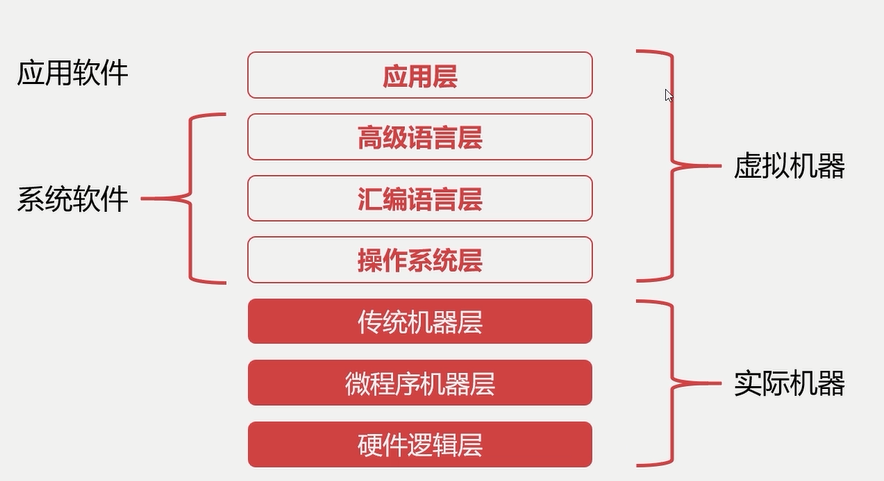 应用软件
应用层
高级语言层
虚拟机器
系统软件
汇编语言层
操作系统层
传统机器层
微程序机器层
实际机器
硬件逻辑层